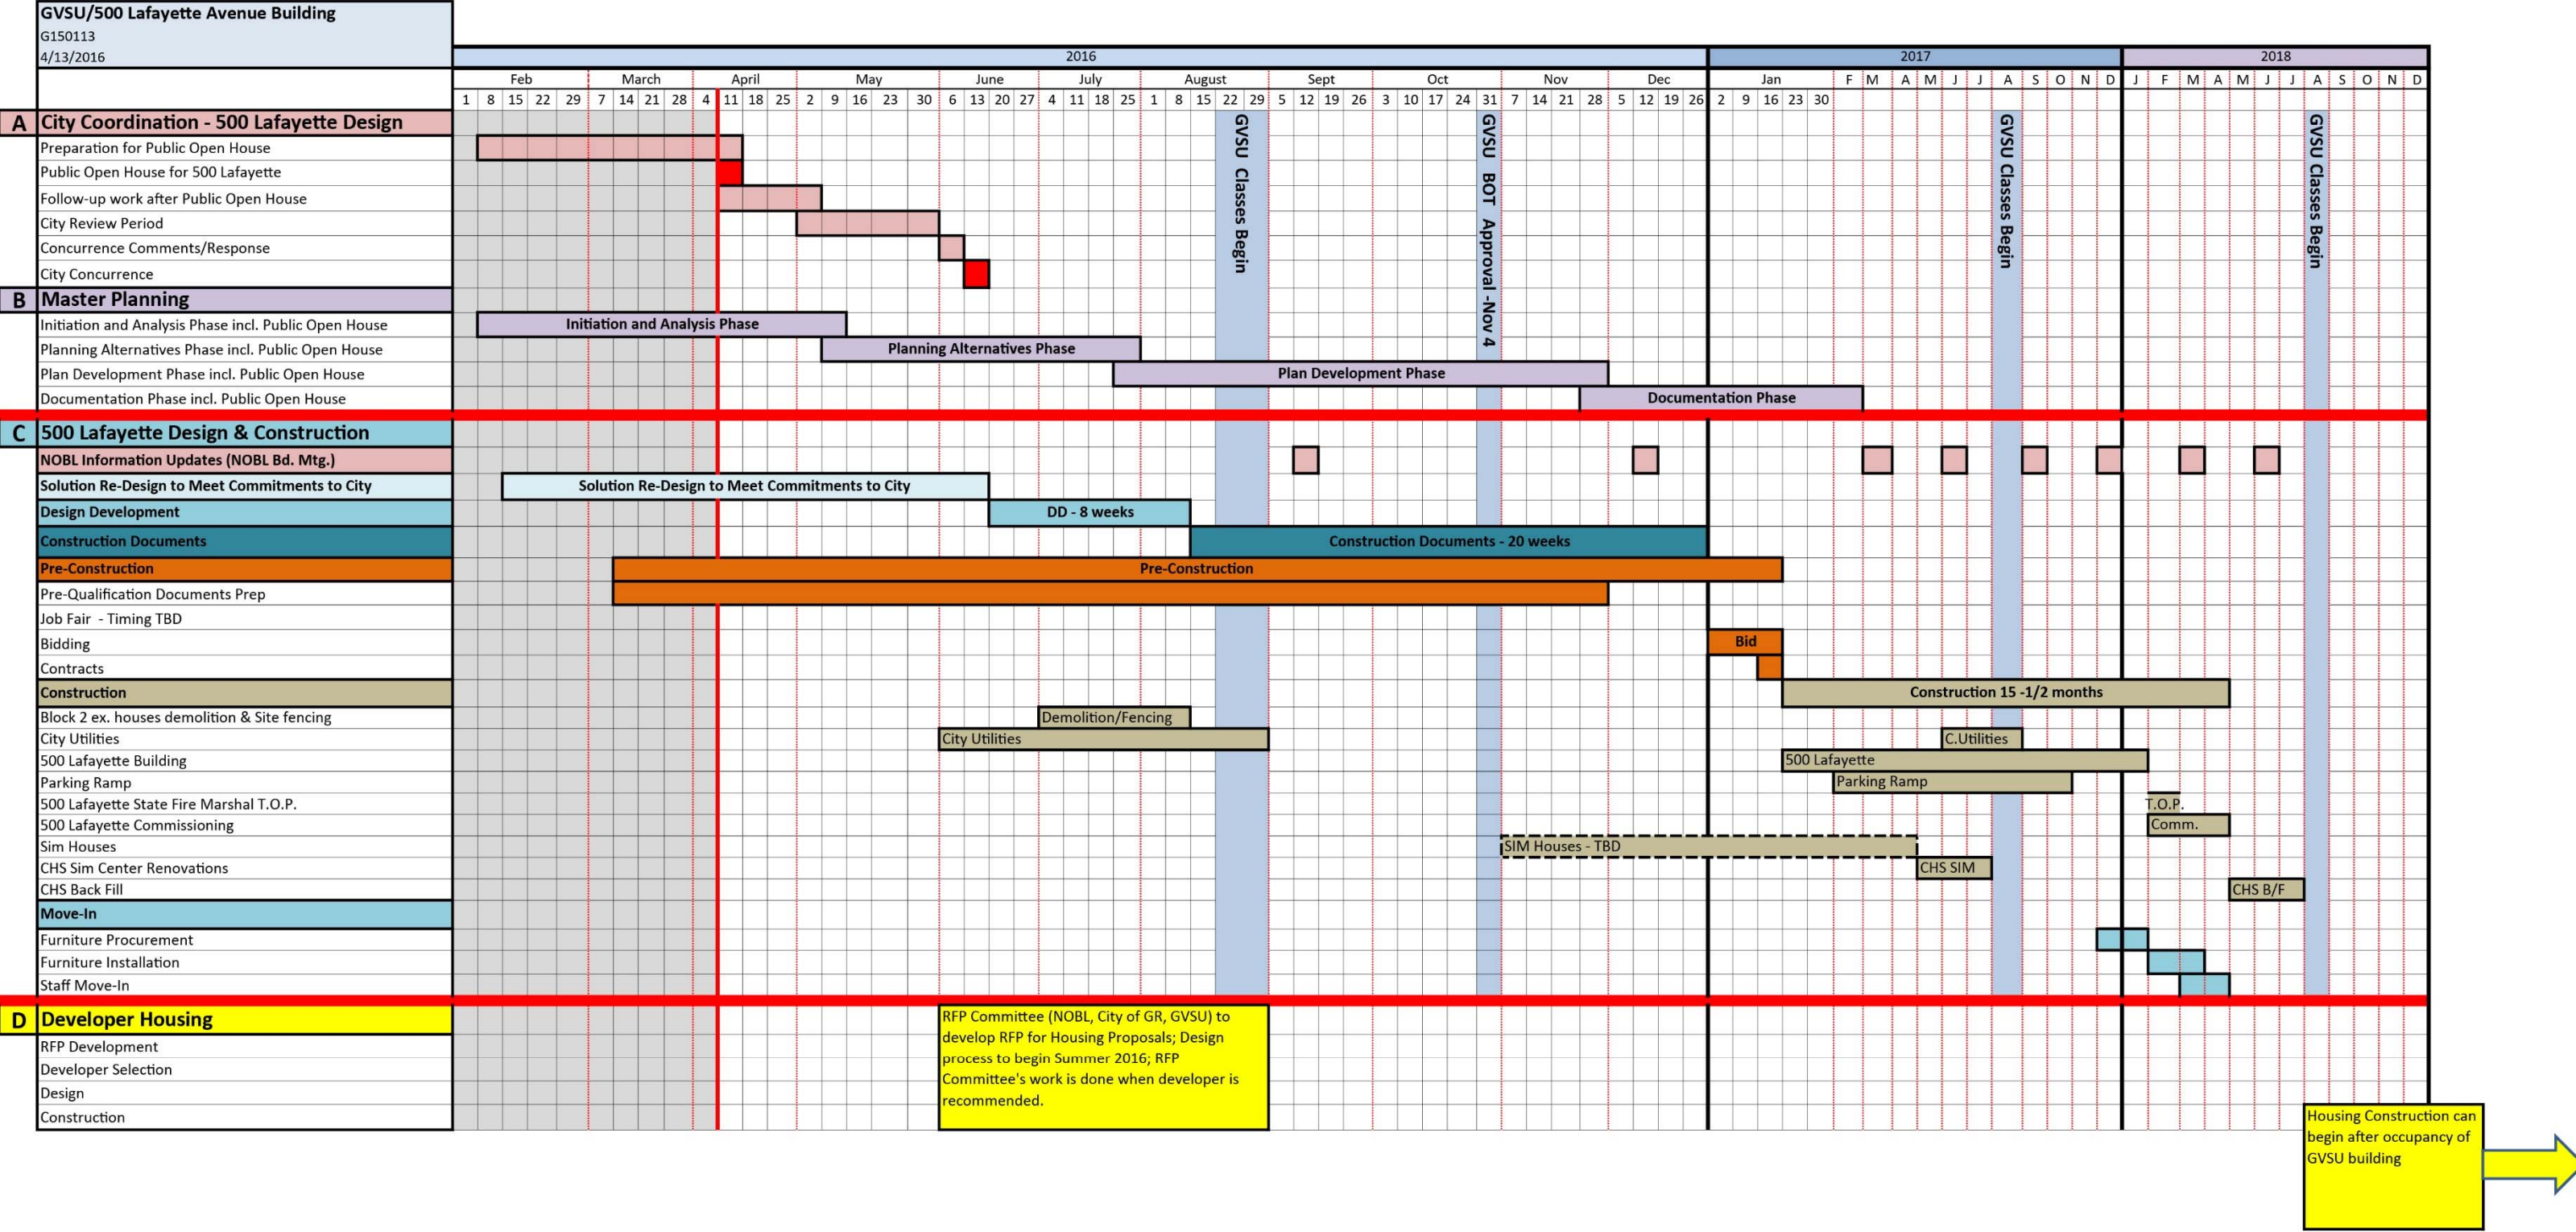 GVSU/500 Lafayette Avenue Building
G150113
4/13/2016
2016 2017 2018
Feb March April May June July August Sept Oct Nov Dec Jan F M A M J J A S O N D J F M A M J J A S O N D
1 8 15 22 29 7 14 21 28 4 11 18 25 2 9 16 23 30 6 13 20 27 4 11 18 25 1 8 15 22 29 5 12 19 26 3 10 17 24 31 7 14 21 28 5 12 19 26 2 9 16 23 30
GVSU Classes Begin
GVSU BOT Approval -Nov 4
GVSU Classes Begin
GVSU Classes Begin
A City Coordination - 500 Lafayette Design
Preparation for Public Open House
Public Open House for 500 Lafayette
Follow-up work after Public Open House
City Review Period
Concurrence Comments/Response
City Concurrence
B Master Planning
Initiation and Analysis Phase incl. Public Open House Initiation and Analysis Phase
Planning Alternatives Phase incl. Public Open House Planning Alternatives Phase
Plan Development Phase incl. Public Open House Plan Development Phase
Documentation Phase incl. Public Open House Documentation Phase
C 500 Lafayette Design & Construction
NOBL Information Updates (NOBL Bd. Mtg.)
Solution Re-Design to Meet Commitments to City Solution Re-Design to Meet Commitments to City
Design Development DD - 8 weeks
Construction Documents Construction Documents - 20 weeks
Pre-Construction Pre-Construction
Pre-Qualification Documents Prep
Job Fair - Timing TBD
Bidding Bid
Contracts
Construction Construction 15 -1/2 months
Block 2 ex. houses demolition & Site fencing Demolition/Fencing
City Utilities City Utilities C.Utilities
500 Lafayette Building 500 Lafayette
Parking Ramp Parking Ramp
500 Lafayette State Fire Marshal T.O.P. T.O.P.
500 Lafayette Commissioning Comm.
Sim Houses SIM Houses - TBD
CHS Sim Center Renovations CHS SIM
CHS Back Fill CHS B/F
Move-In
Furniture Procurement
Furniture Installation
Staff Move-In
D Developer Housing
RFP Development
Developer Selection
Design
Construction
RFP Committee (NOBL, City of GR, GVSU) to
develop RFP for Housing Proposals; Design
process to begin Summer 2016; RFP
Committee's work is done when developer is
recommended.
Housing Construction can
begin after occupancy of
GVSU building